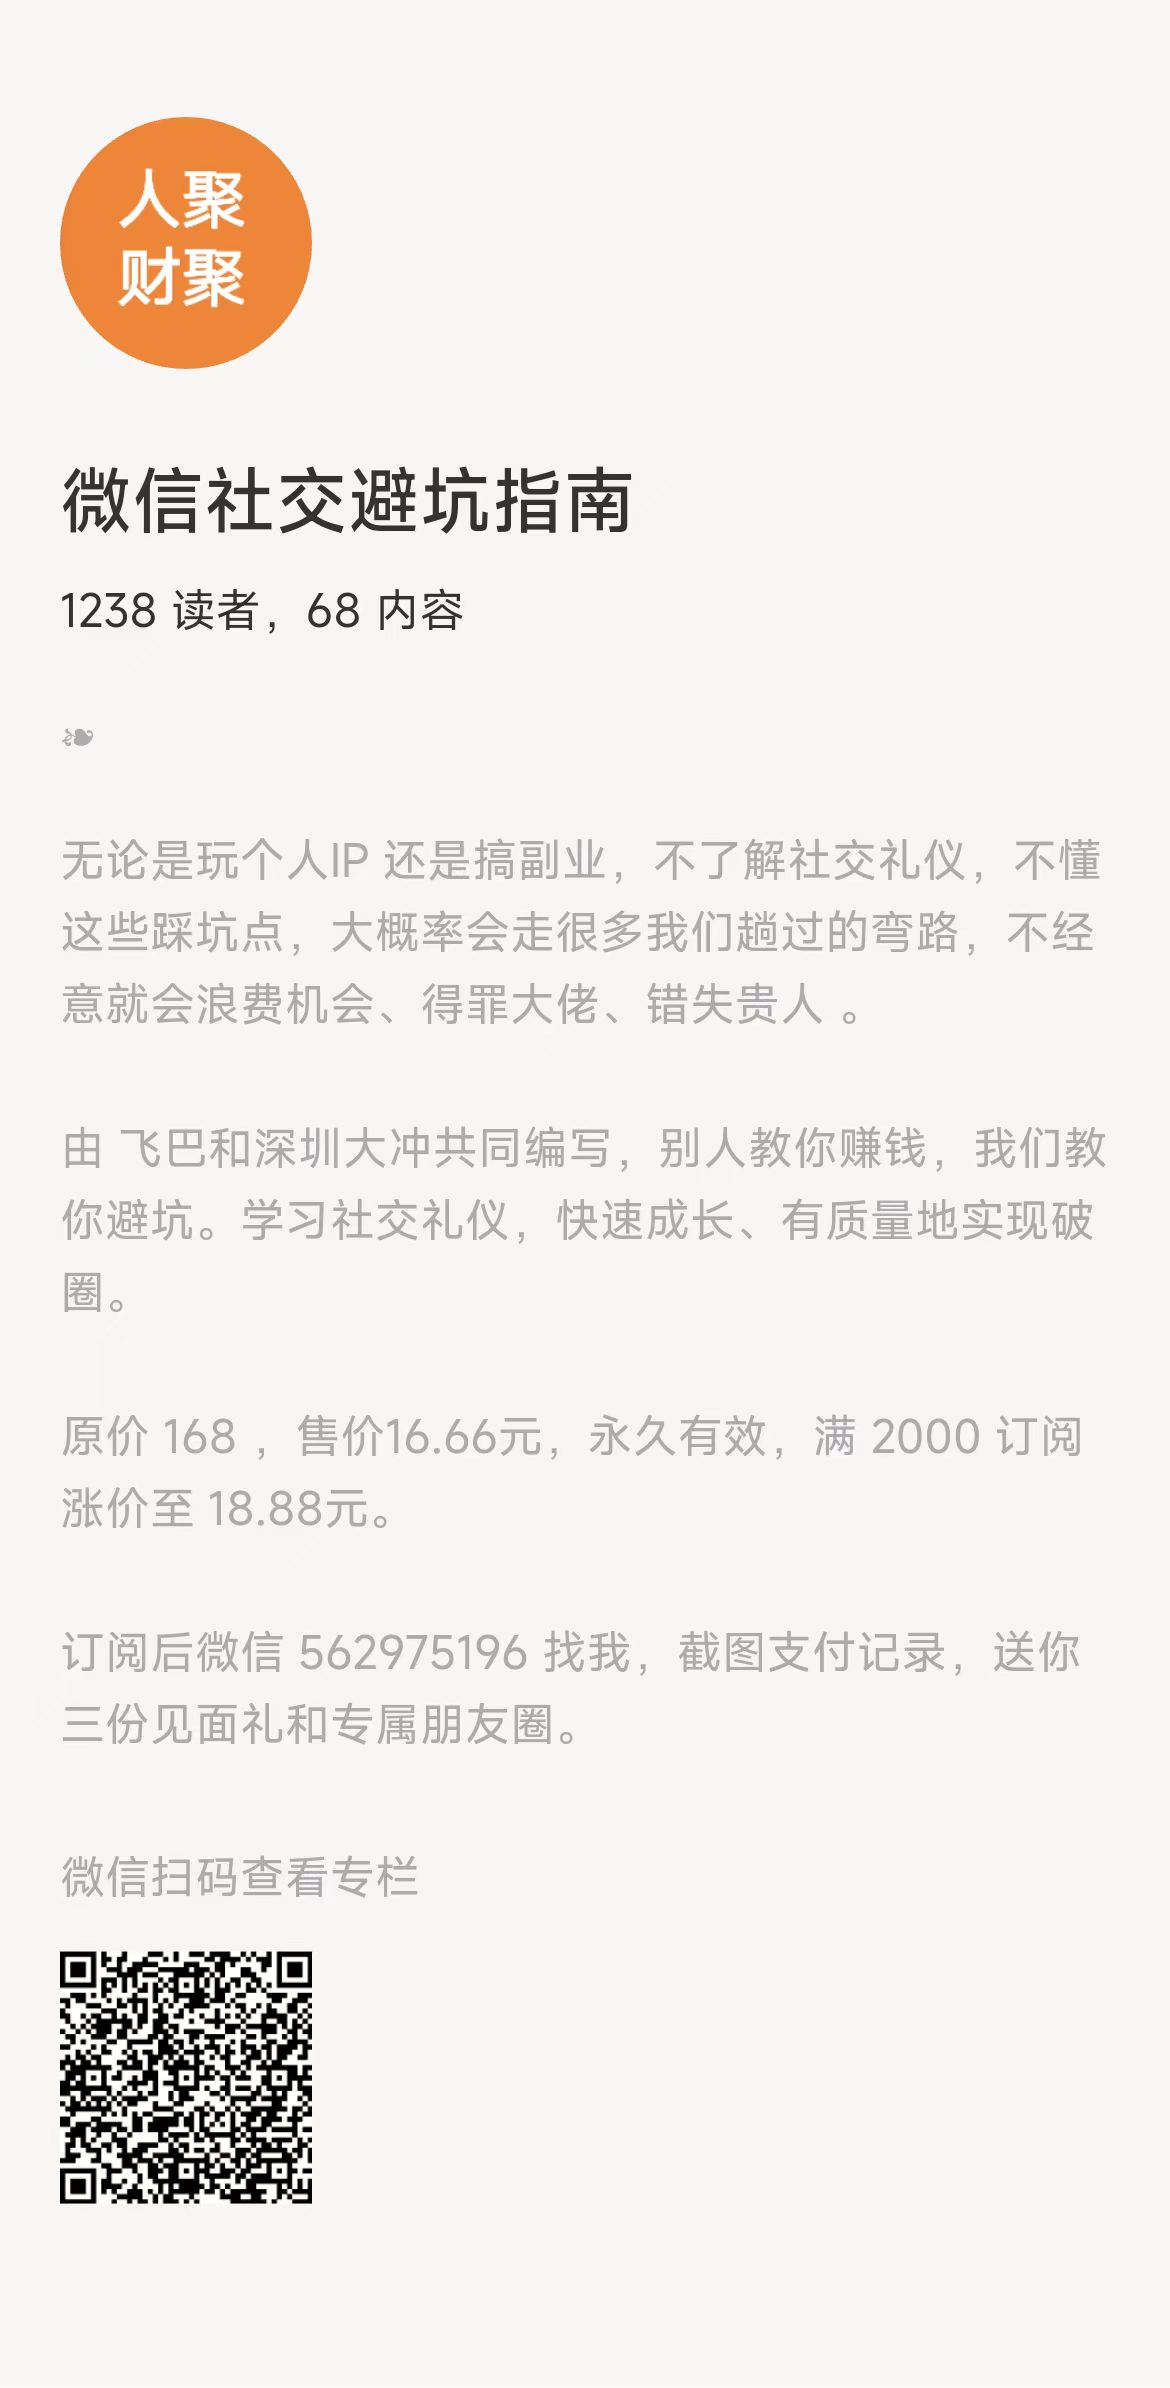 人聚
财聚
微信社交避坑指南
1238 读者，68 内容
无论是玩个人IP 还是搞副业，不了解社交礼仪，不懂
这些踩坑点，大概率会走很多我们趟过的弯路，不经
意就会浪费机会、得罪大佬、错失贵人 。
由 飞巴和深圳大冲共同编写，别人教你赚钱，我们教
你避坑。学习社交礼仪，快速成长、有质量地实现破
圈。
原价 168 ，售价16.66元，永久有效，满 2000 订阅
涨价至 18.88元。
订阅后微信 562975196 找我，截图支付记录，送你
三份见面礼和专属朋友圈。
微信扫码查看专栏